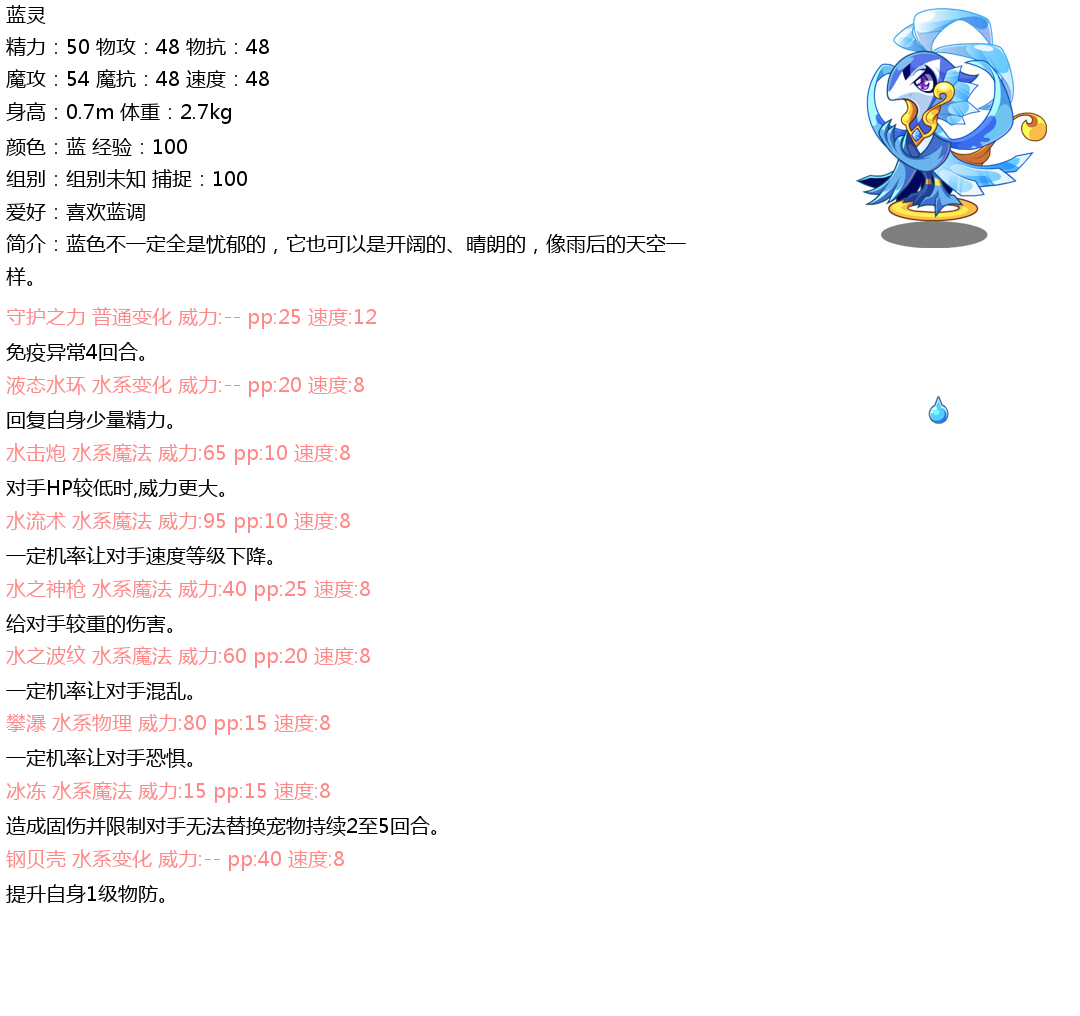 蓝灵
精力：50 物攻：48 物抗：48
魔攻：54 魔抗：48 速度：48
身高：0.7m 体重：2.7kg
颜色：蓝 经验：100
组别：组别未知 捕捉：100
爱好：喜欢蓝调
简介：蓝色不一定全是忧郁的，它也可以是开阔的、晴朗的，像雨后的天空一
样。
守护之力 普通变化 威力:-- pp:25 速度:12
免疫异常4回合。
液态水环 水系变化 威力:-- pp:20 速度:8
回复自身少量精力。
水击炮 水系魔法 威力:65 pp:10 速度:8
对手HP较低时,威力更大。
水流术 水系魔法 威力:95 pp:10 速度:8
一定机率让对手速度等级下降。
水之神枪 水系魔法 威力:40 pp:25 速度:8
给对手较重的伤害。
水之波纹 水系魔法 威力:60 pp:20 速度:8
一定机率让对手混乱。
攀瀑 水系物理 威力:80 pp:15 速度:8
一定机率让对手恐惧。
冰冻 水系魔法 威力:15 pp:15 速度:8
造成固伤并限制对手无法替换宠物持续2至5回合。
钢贝壳 水系变化 威力:-- pp:40 速度:8
提升自身1级物防。